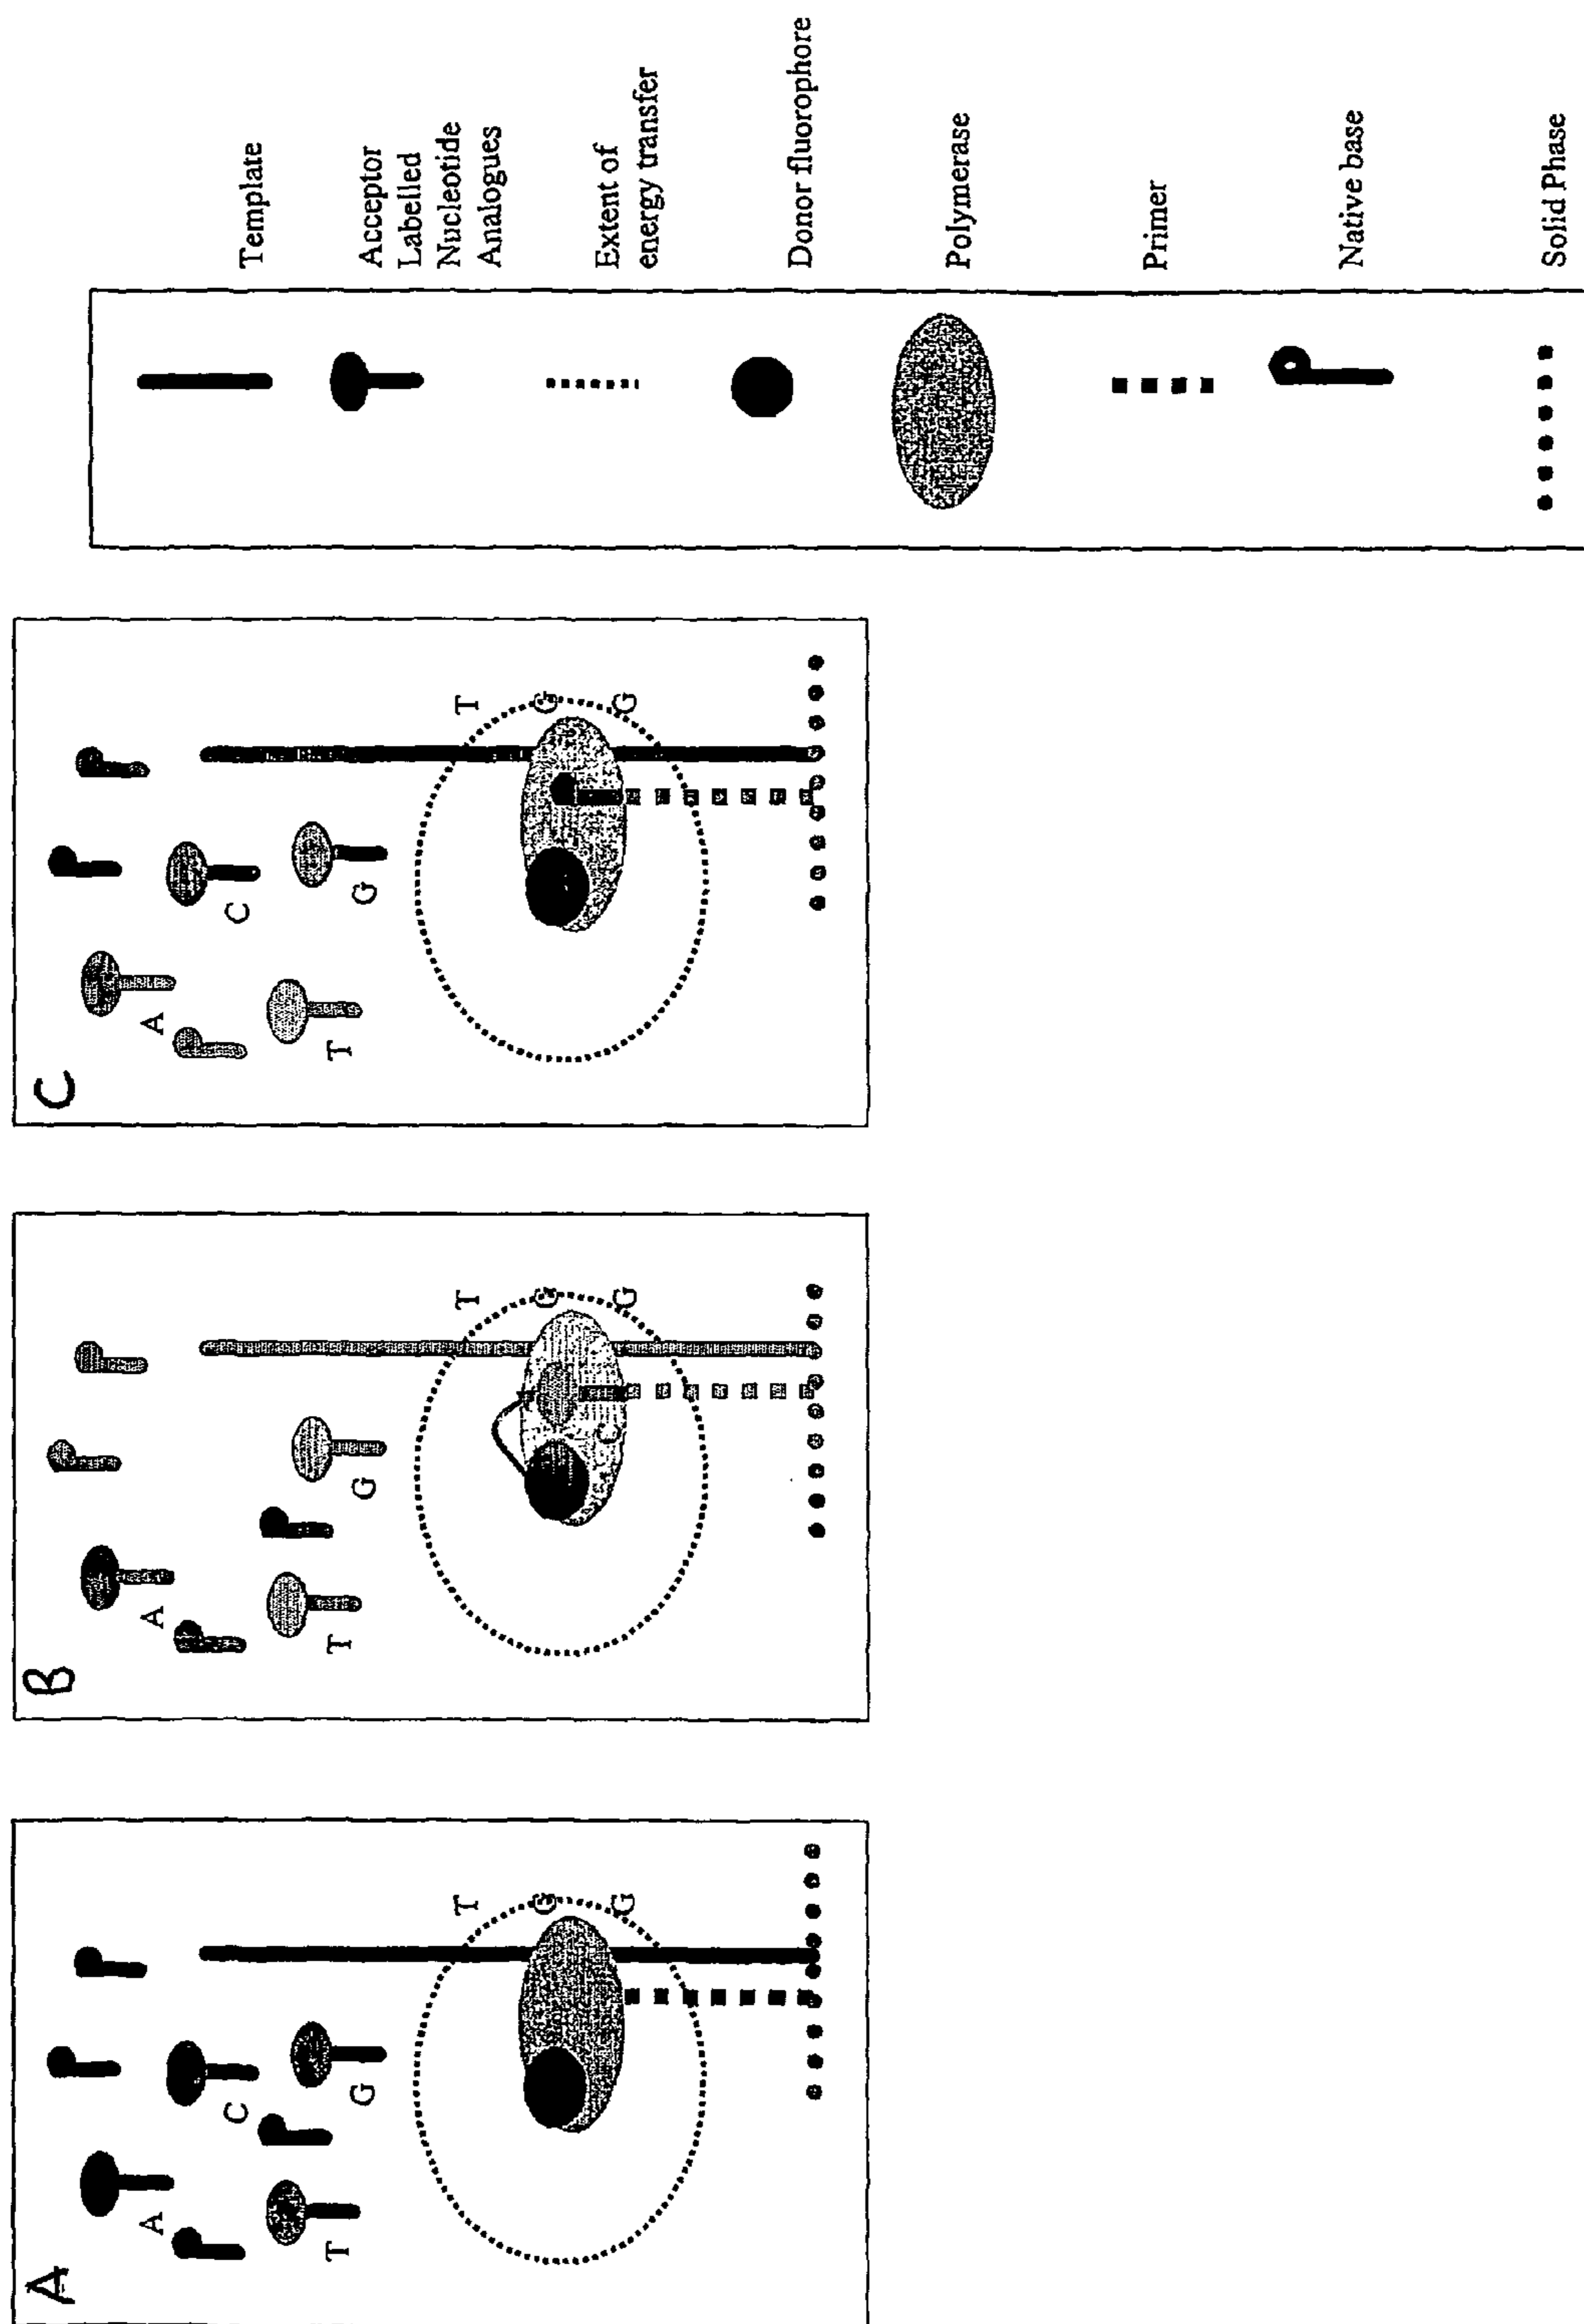 A
A
C
T
G
T
G
G
B
A
T
G
C
T
G
G
C
A
C
T
G
T
G
G
Template
Acceptor
Labelled
Nucleotide
Analogues
Extent of
energy transfer
Donor fluorophore
Polymerase
Primer
Native base
Solid Phase